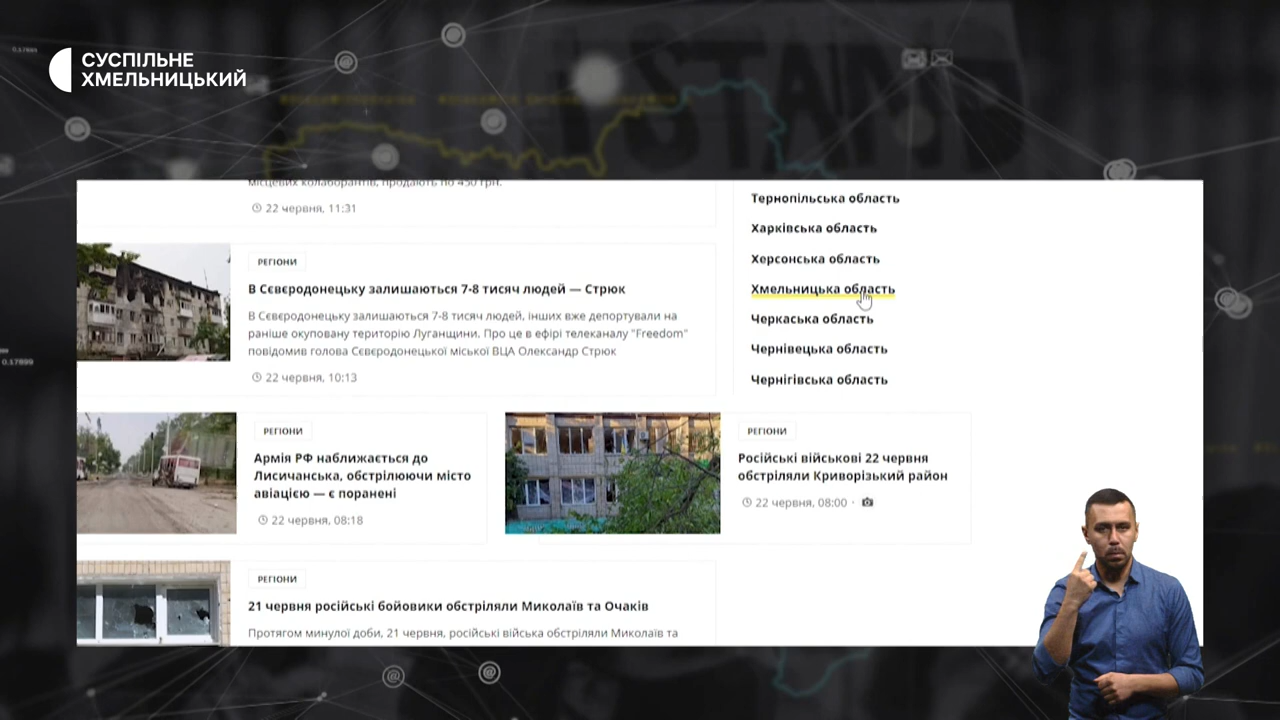 СУСПІЛЬНЕ
ХМЕЛЬНИЦЬКИЙ
STAND
місцевих колаборантів, продають по 450 грн.
22 червня, 11:31
РЕГІОНИ
В Сєвєродонецьку залишаються 7-8 тисяч людей — Стрюк
В Сєвєродонецьку залишаються 7-8 тисяч людей, інших вже депортували на
раніше окуповану територію Луганщини. Про це в ефірі телеканалу "Freedom"
повідомив голова Сєвєродонецької міської ВЦА Олександр Стрюк
22 червня, 10:13
Тернопільська область
Харківська область
Херсонська область
Хмельницька область
Черкаська область
Чернівецька область
Чернігівська область
РЕГІОНИ
Армія РФ наближається до
Лисичанська, обстрілюючи місто
авіацією — є поранені
22 червня, 08:18
РЕГІОНИ
Російські військові 22 червня
обстріляли Криворізький район
22 червня, 08:00 ·
РЕГІОНИ
21 червня російські бойовики обстріляли Миколаїв та Очаків
Протягом минулої доби, 21 червня, російські війська обстріляли Миколаїв та
0.17899